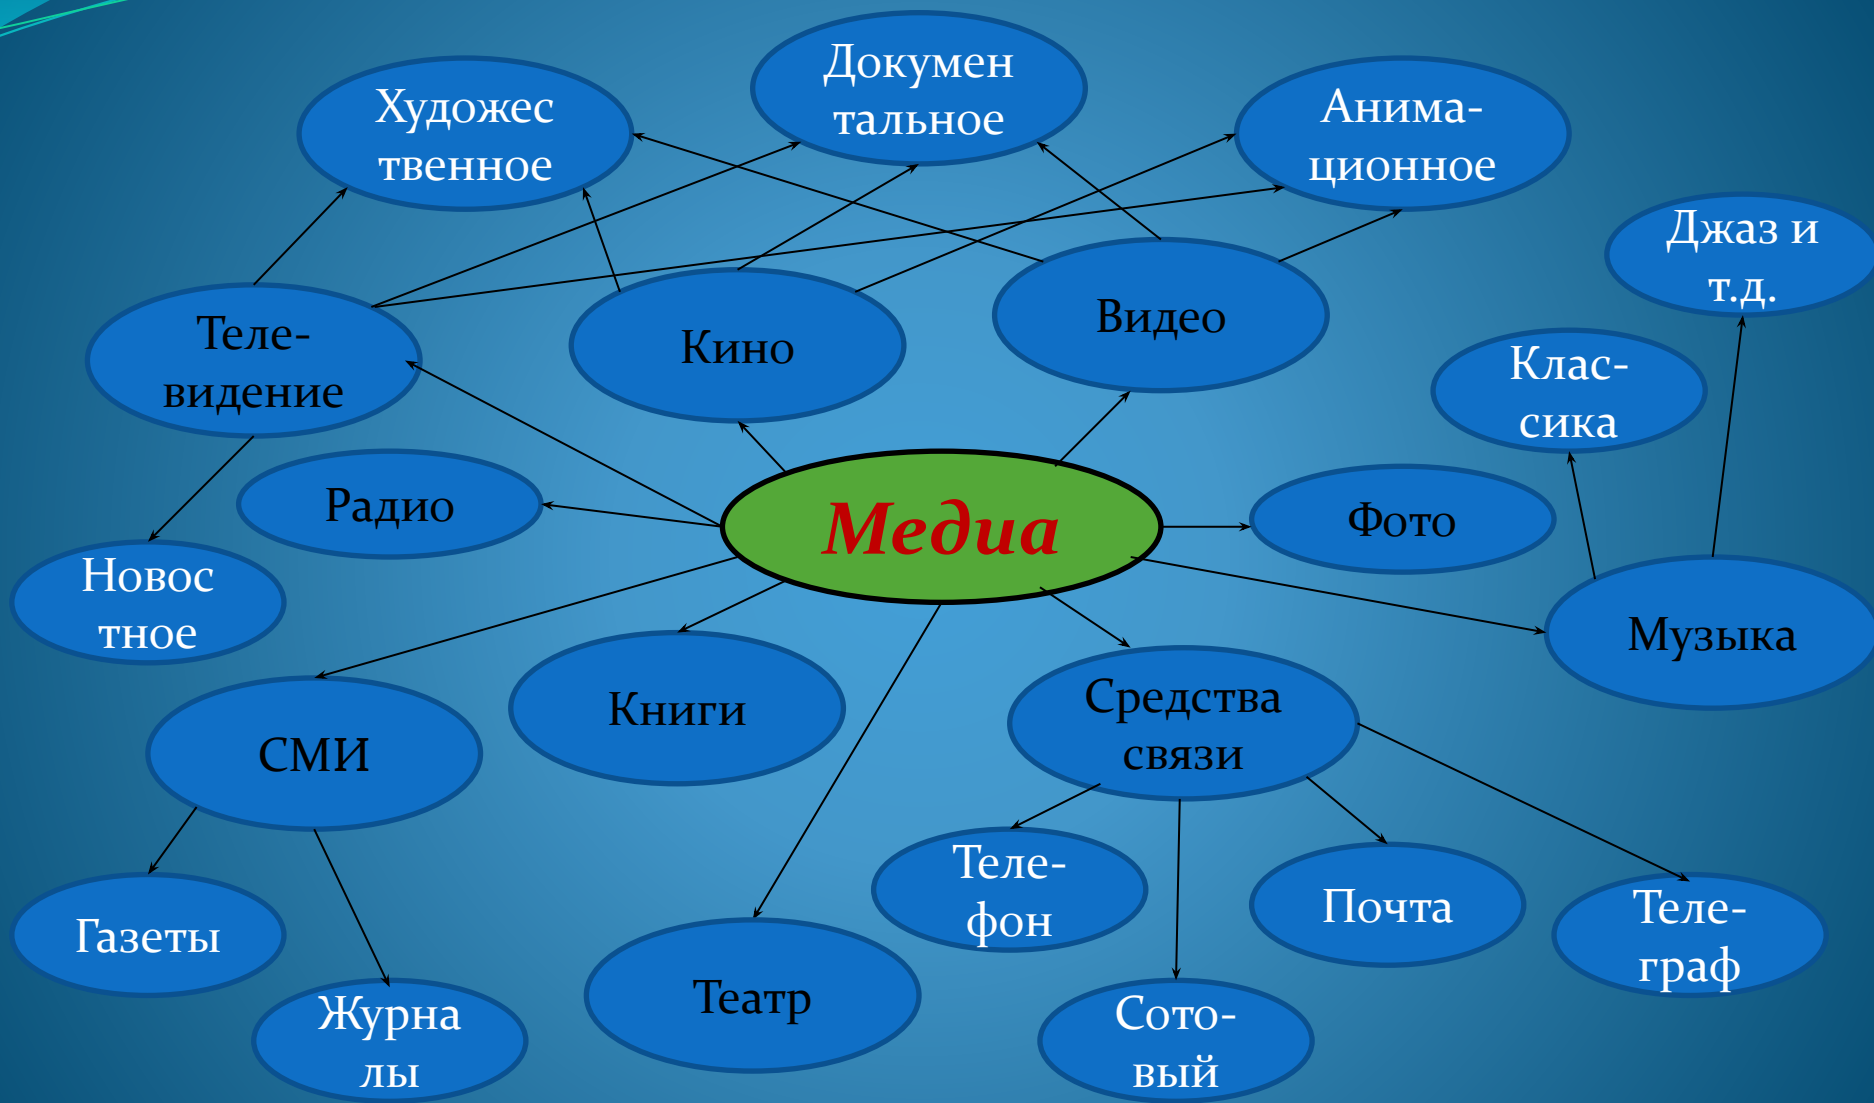 Докумен
тальное
Художес
твенное
Анима-
ционное
Джаз и
т.д.
Теле-
видение
Кино
Видео
Клас-
сика
Радио
Медиа
Фото
Новос
тное
Музыка
СМИ
Книги
Средства
связи
Газеты
Теле-
фон
Почта
Теле-
граф
Журна
лы
Театр
Сото-
вый